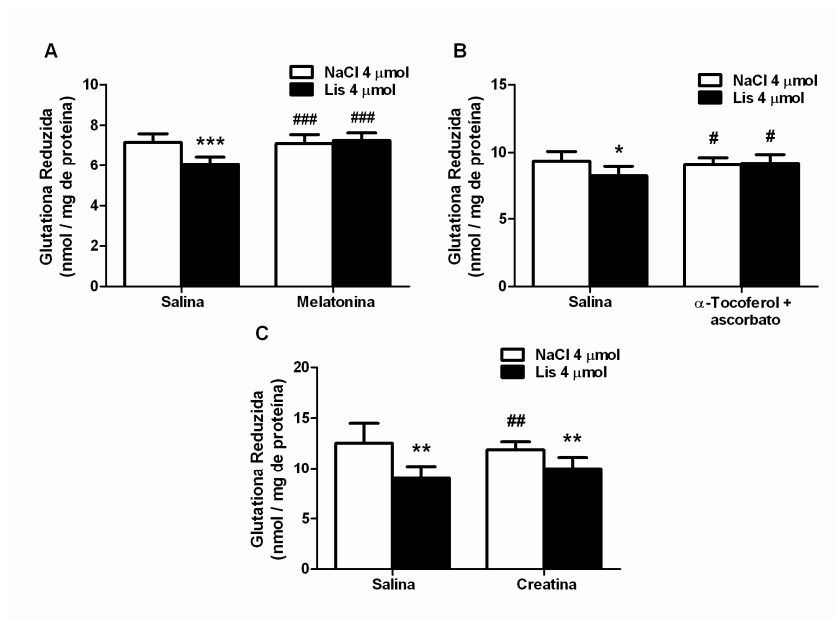 A
NaCl 4 μmol
Lis 4 μmol
Glutationa Reduzida
(nmol / mg de proteína)
10
8
6
4
2
0
***
###
###
Salina
Melatonina
B
NaCl 4 μmol
Lis 4 μmol
Glutationa Reduzida
(nmol / mg de proteína)
15
10
5
0
*
#
#
Salina
α-Tocoferol +
ascorbato
C
NaCl 4 μmol
Lis 4 μmol
Glutationa Reduzida
(nmol / mg de proteína)
20
15
10
5
0
**
##
**
Salina
Creatina